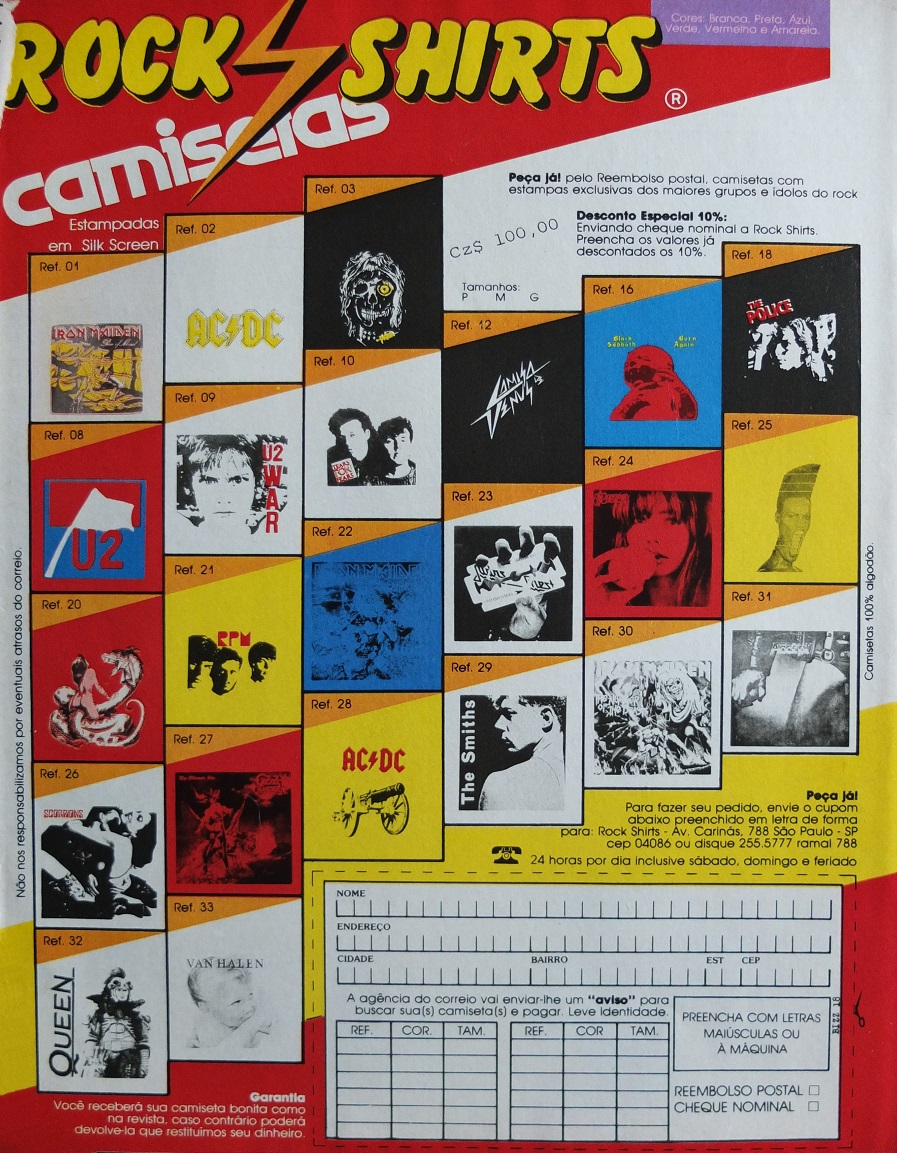 ROCK SHIRTS
®
camisetas
Cores: Branca, Preta, Azul,
Verde, Vermelha e Amarela.
Estampadas
em Silk Screen
Peça já! pelo Reembolso postal, camisetas com
estampas exclusivas dos maiores grupos e ídolos do rock
Cz$ 100,00
Desconto Especial 10%:
Enviando cheque nominal a Rock Shirts.
Preencha os valores já
descontados os 10%.
Tamanhos:
P M G
Ref. 01
IRON MAIDEN
Ref. 02
AC/DC
Ref. 03
Ref. 08
U2
Ref. 09
U2
WAR
Ref. 10
TEARS
FOR
FEARS
Ref. 12
CAMISA
DE VENUS
Ref. 16
Black
Sabbath
Born
Again
Ref. 18
THE
POLICE
Ref. 20
Ref. 21
RPM
Ref. 22
IRON MAIDEN
Ref. 23
Ref. 24
Ref. 25
Ref. 26
SCORPIONS
Ref. 27
Ref. 28
AC/DC
Ref. 29
The Smiths
Ref. 30
Ref. 31
Ref. 32
QUEEN
Ref. 33
VAN HALEN
Não nos responsabilizamos por eventuais atrasos do correio.
Camisetas 100% algodão.
Peça já!
Para fazer seu pedido, envie o cupom
abaixo preenchido em letra de forma
para: Rock Shirts - Av. Carinás, 788 São Paulo - SP
cep 04086 ou disque 255.5777 ramal 788
24 horas por dia inclusive sábado, domingo e feriado
NOME
ENDEREÇO
CIDADE BAIRRO EST CEP
A agência do correio vai enviar-lhe um "aviso" para
buscar sua(s) camiseta(s) e pagar. Leve Identidade.
REF. COR. TAM. REF. COR TAM.
PREENCHA COM LETRAS
MAIÚSCULAS OU
À MÁQUINA
REEMBOLSO POSTAL
CHEQUE NOMINAL
BIZZ 18
Garantia
Você receberá sua camiseta bonita como
na revista, caso contrário poderá
devolve-la que restituimos seu dinheiro.